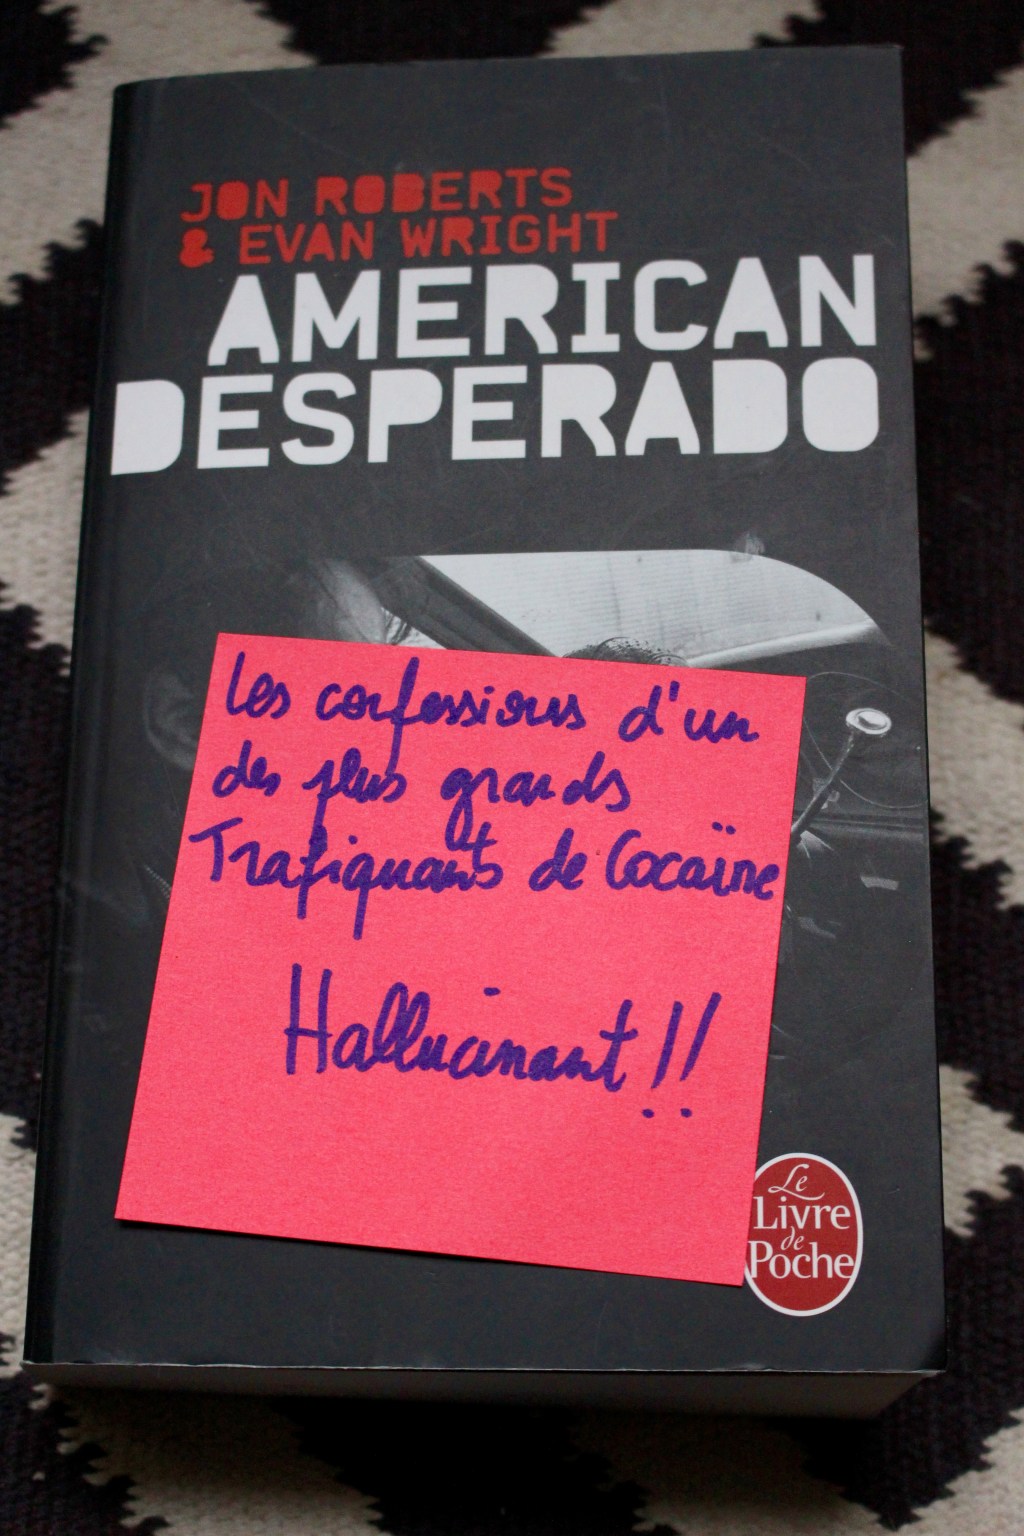 JON ROBERTS
& EVAN WRIGHT
AMERICAN
DESPERADO
Les confessions d'un
des plus grands
Trafiquants de Cocaïne
Hallucinant !!
Le
Livre
de
Poche